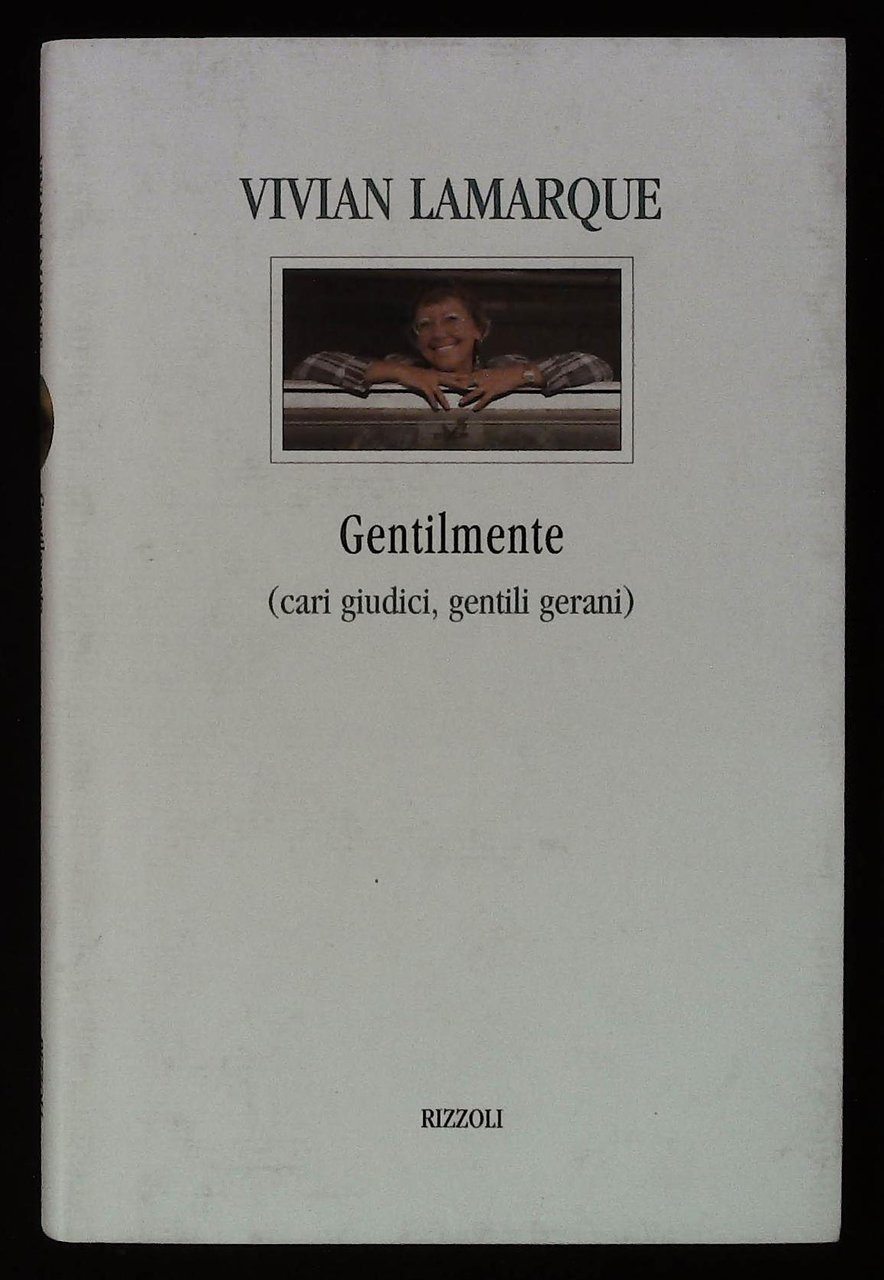 VIVIAN LAMARQUE
Gentilmente
(cari giudici, gentili gerani)
RIZZOLI